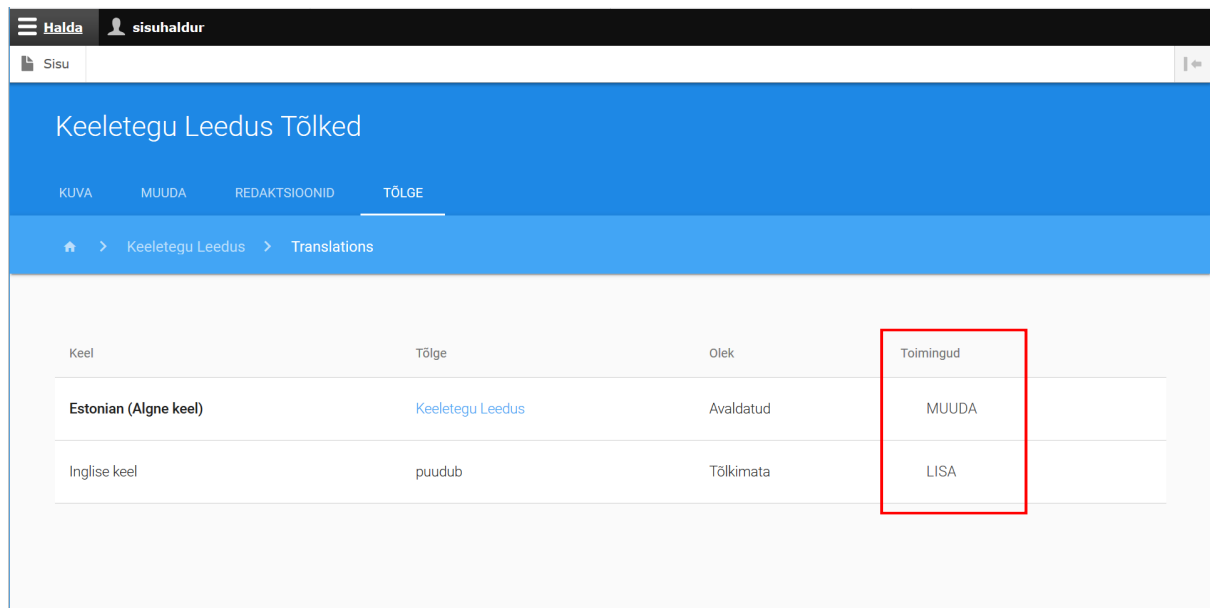 Halda sisuhaldur
Sisu
Keeletegu Leedus Tõlked
KUVA MUUDA REDAKTSIOONID TÕLGE
Keeletegu Leedus > Translations
Keel Tõlge Olek Toimingud
Estonian (Algne keel) Keeletegu Leedus Avaldatud MUUDA
Inglise keel puudub Tõlkimata LISA